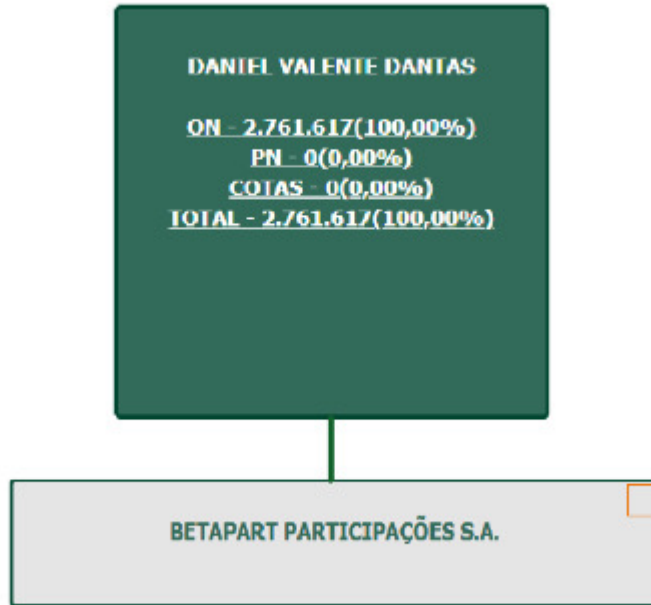 DANIEL VALENTE DANTAS
ON - 2.761.617(100,00%)
PN - 0(0,00%)
COTAS - 0(0,00%)
TOTAL - 2.761.617(100,00%)
BETAPART PARTICIPAÇÕES S.A.